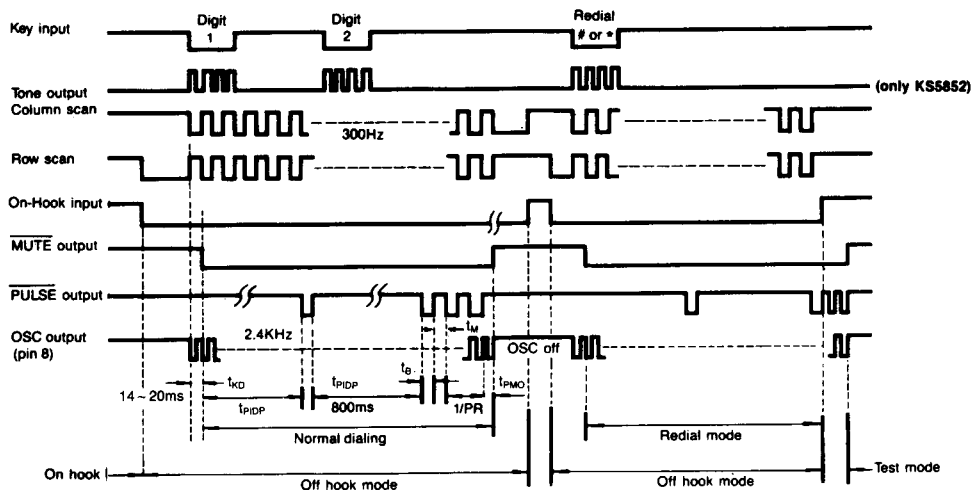 Key input
Digit
1
Digit
2
Redial
# or *
Tone output
(only KS5852)
Column scan
300Hz
Row scan
On-Hook input
MUTE output
PULSE output
OSC output
(pin 8)
2.4KHz
tM
OSC off
tB
14 ~ 20ms
tKD
tPIDP
tPIDP
800ms
1/PR
tPMO
Normal dialing
Redial mode
On hook
Off hook mode
Off hook mode
Test mode